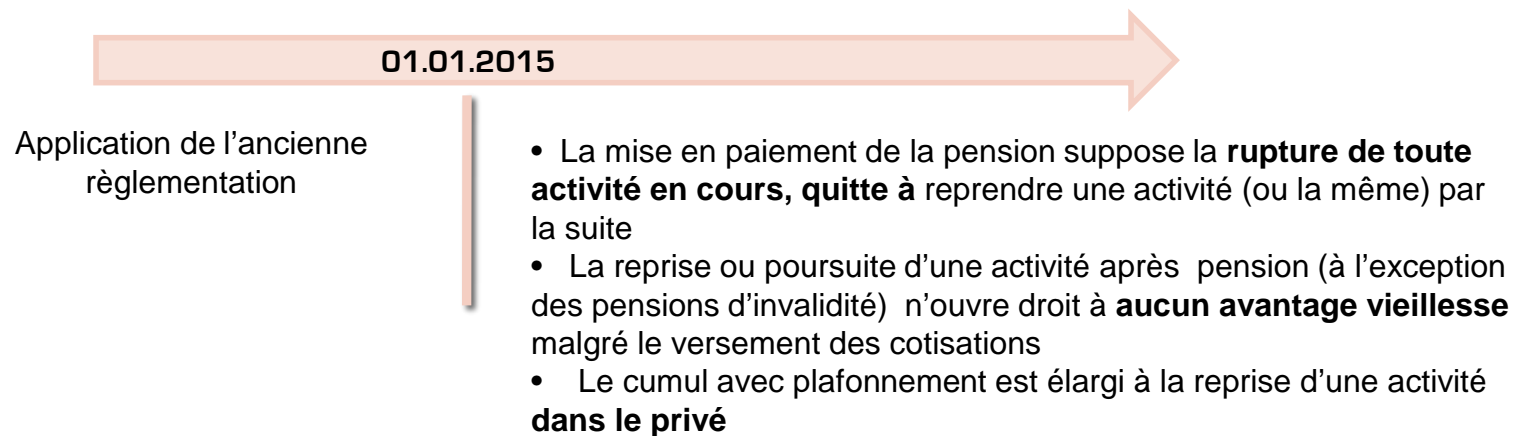 01.01.2015
Application de l’ancienne
règlementation
• La mise en paiement de la pension suppose la rupture de toute
activité en cours, quitte à reprendre une activité (ou la même) par
la suite
• La reprise ou poursuite d’une activité après pension (à l’exception
des pensions d’invalidité) n’ouvre droit à aucun avantage vieillesse
malgré le versement des cotisations
• Le cumul avec plafonnement est élargi à la reprise d’une activité
dans le privé